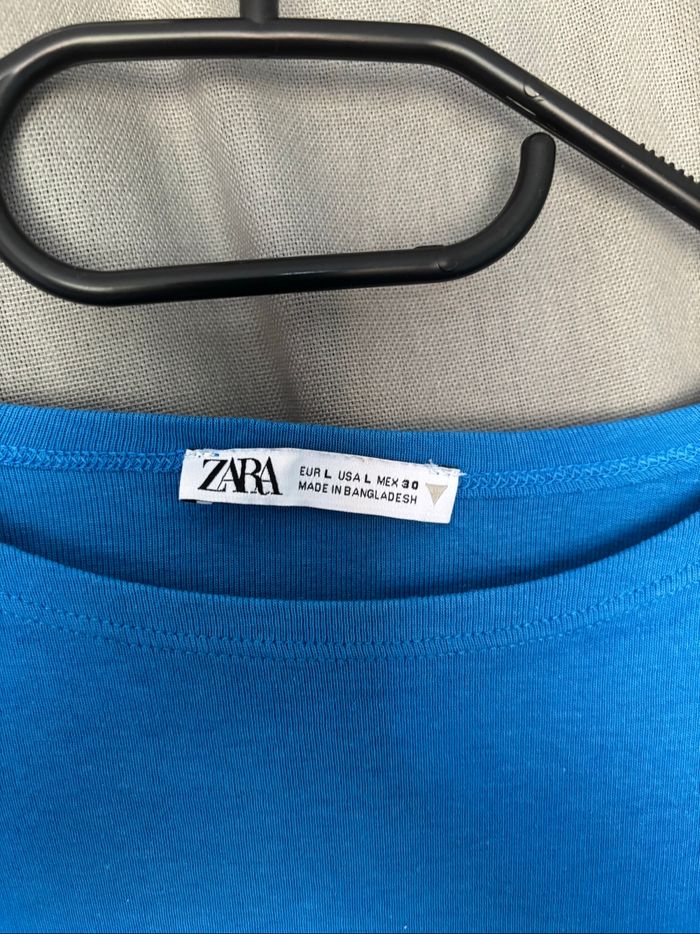 ZARA
EUR L USA L MEX 30
MADE IN BANGLADESH